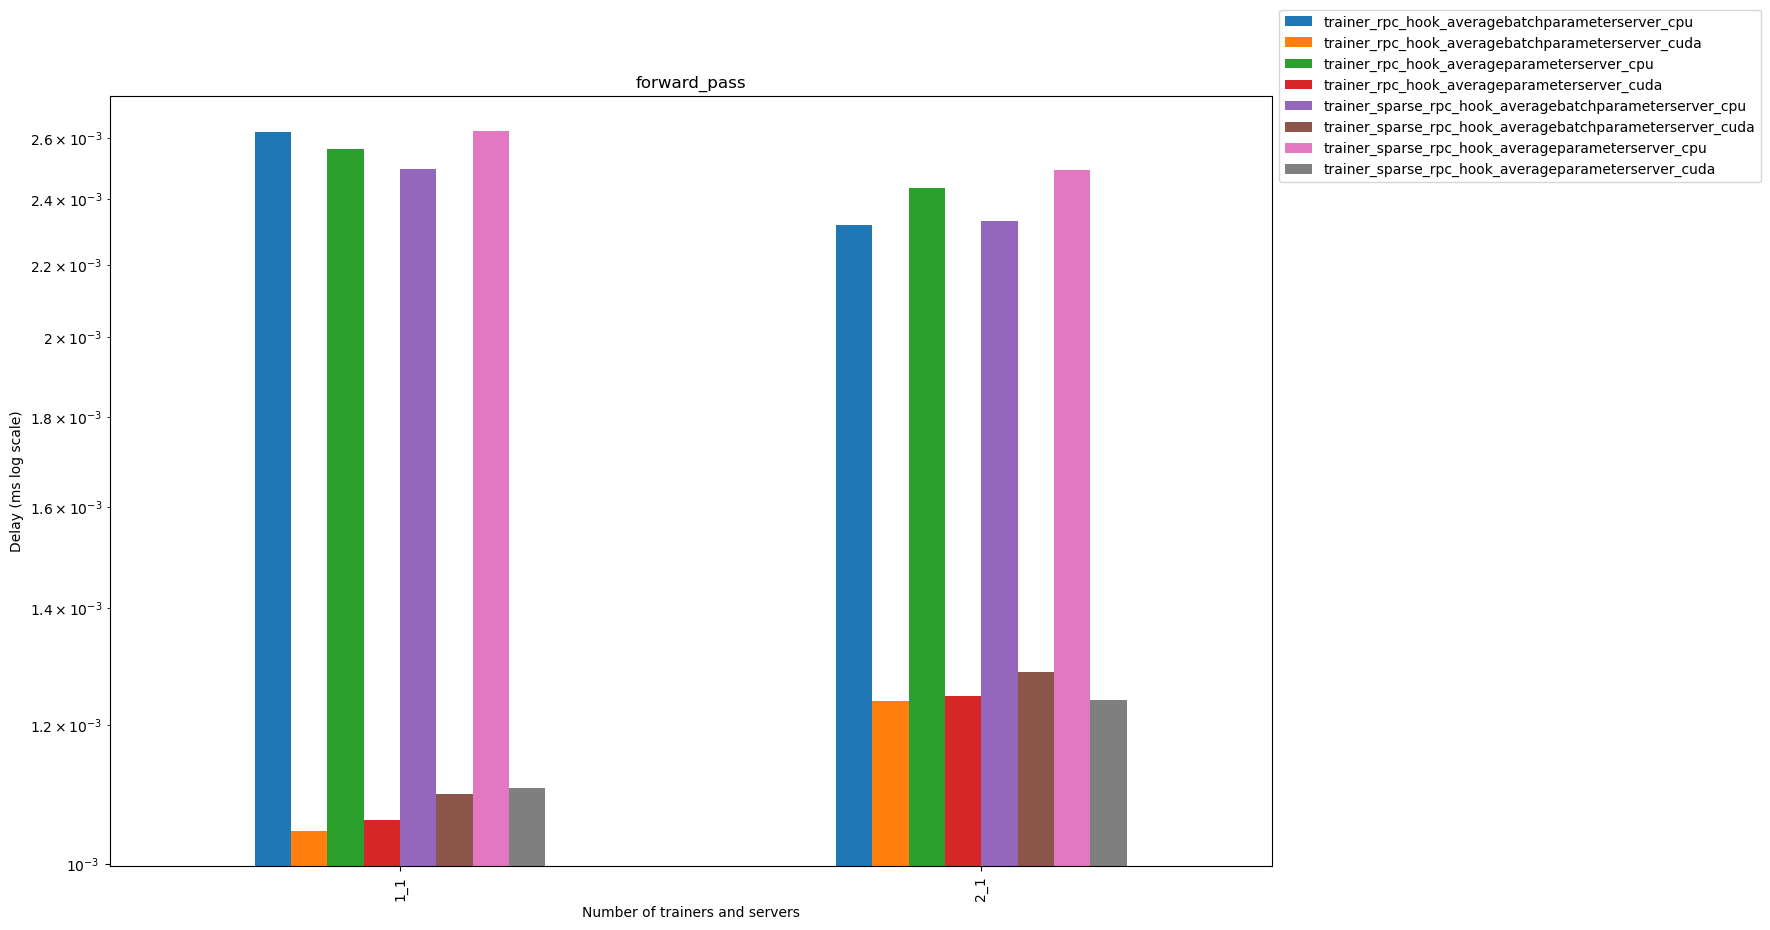 forward_pass
trainer_rpc_hook_averagebatchparameterserver_cpu
trainer_rpc_hook_averagebatchparameterserver_cuda
trainer_rpc_hook_averageparameterserver_cpu
trainer_rpc_hook_averageparameterserver_cuda
trainer_sparse_rpc_hook_averagebatchparameterserver_cpu
trainer_sparse_rpc_hook_averagebatchparameterserver_cuda
trainer_sparse_rpc_hook_averageparameterserver_cpu
trainer_sparse_rpc_hook_averageparameterserver_cuda
Delay (ms log scale)
2.6 × 10⁻³
2.4 × 10⁻³
2.2 × 10⁻³
2 × 10⁻³
1.8 × 10⁻³
1.6 × 10⁻³
1.4 × 10⁻³
1.2 × 10⁻³
10⁻³
1_1
2_1
Number of trainers and servers